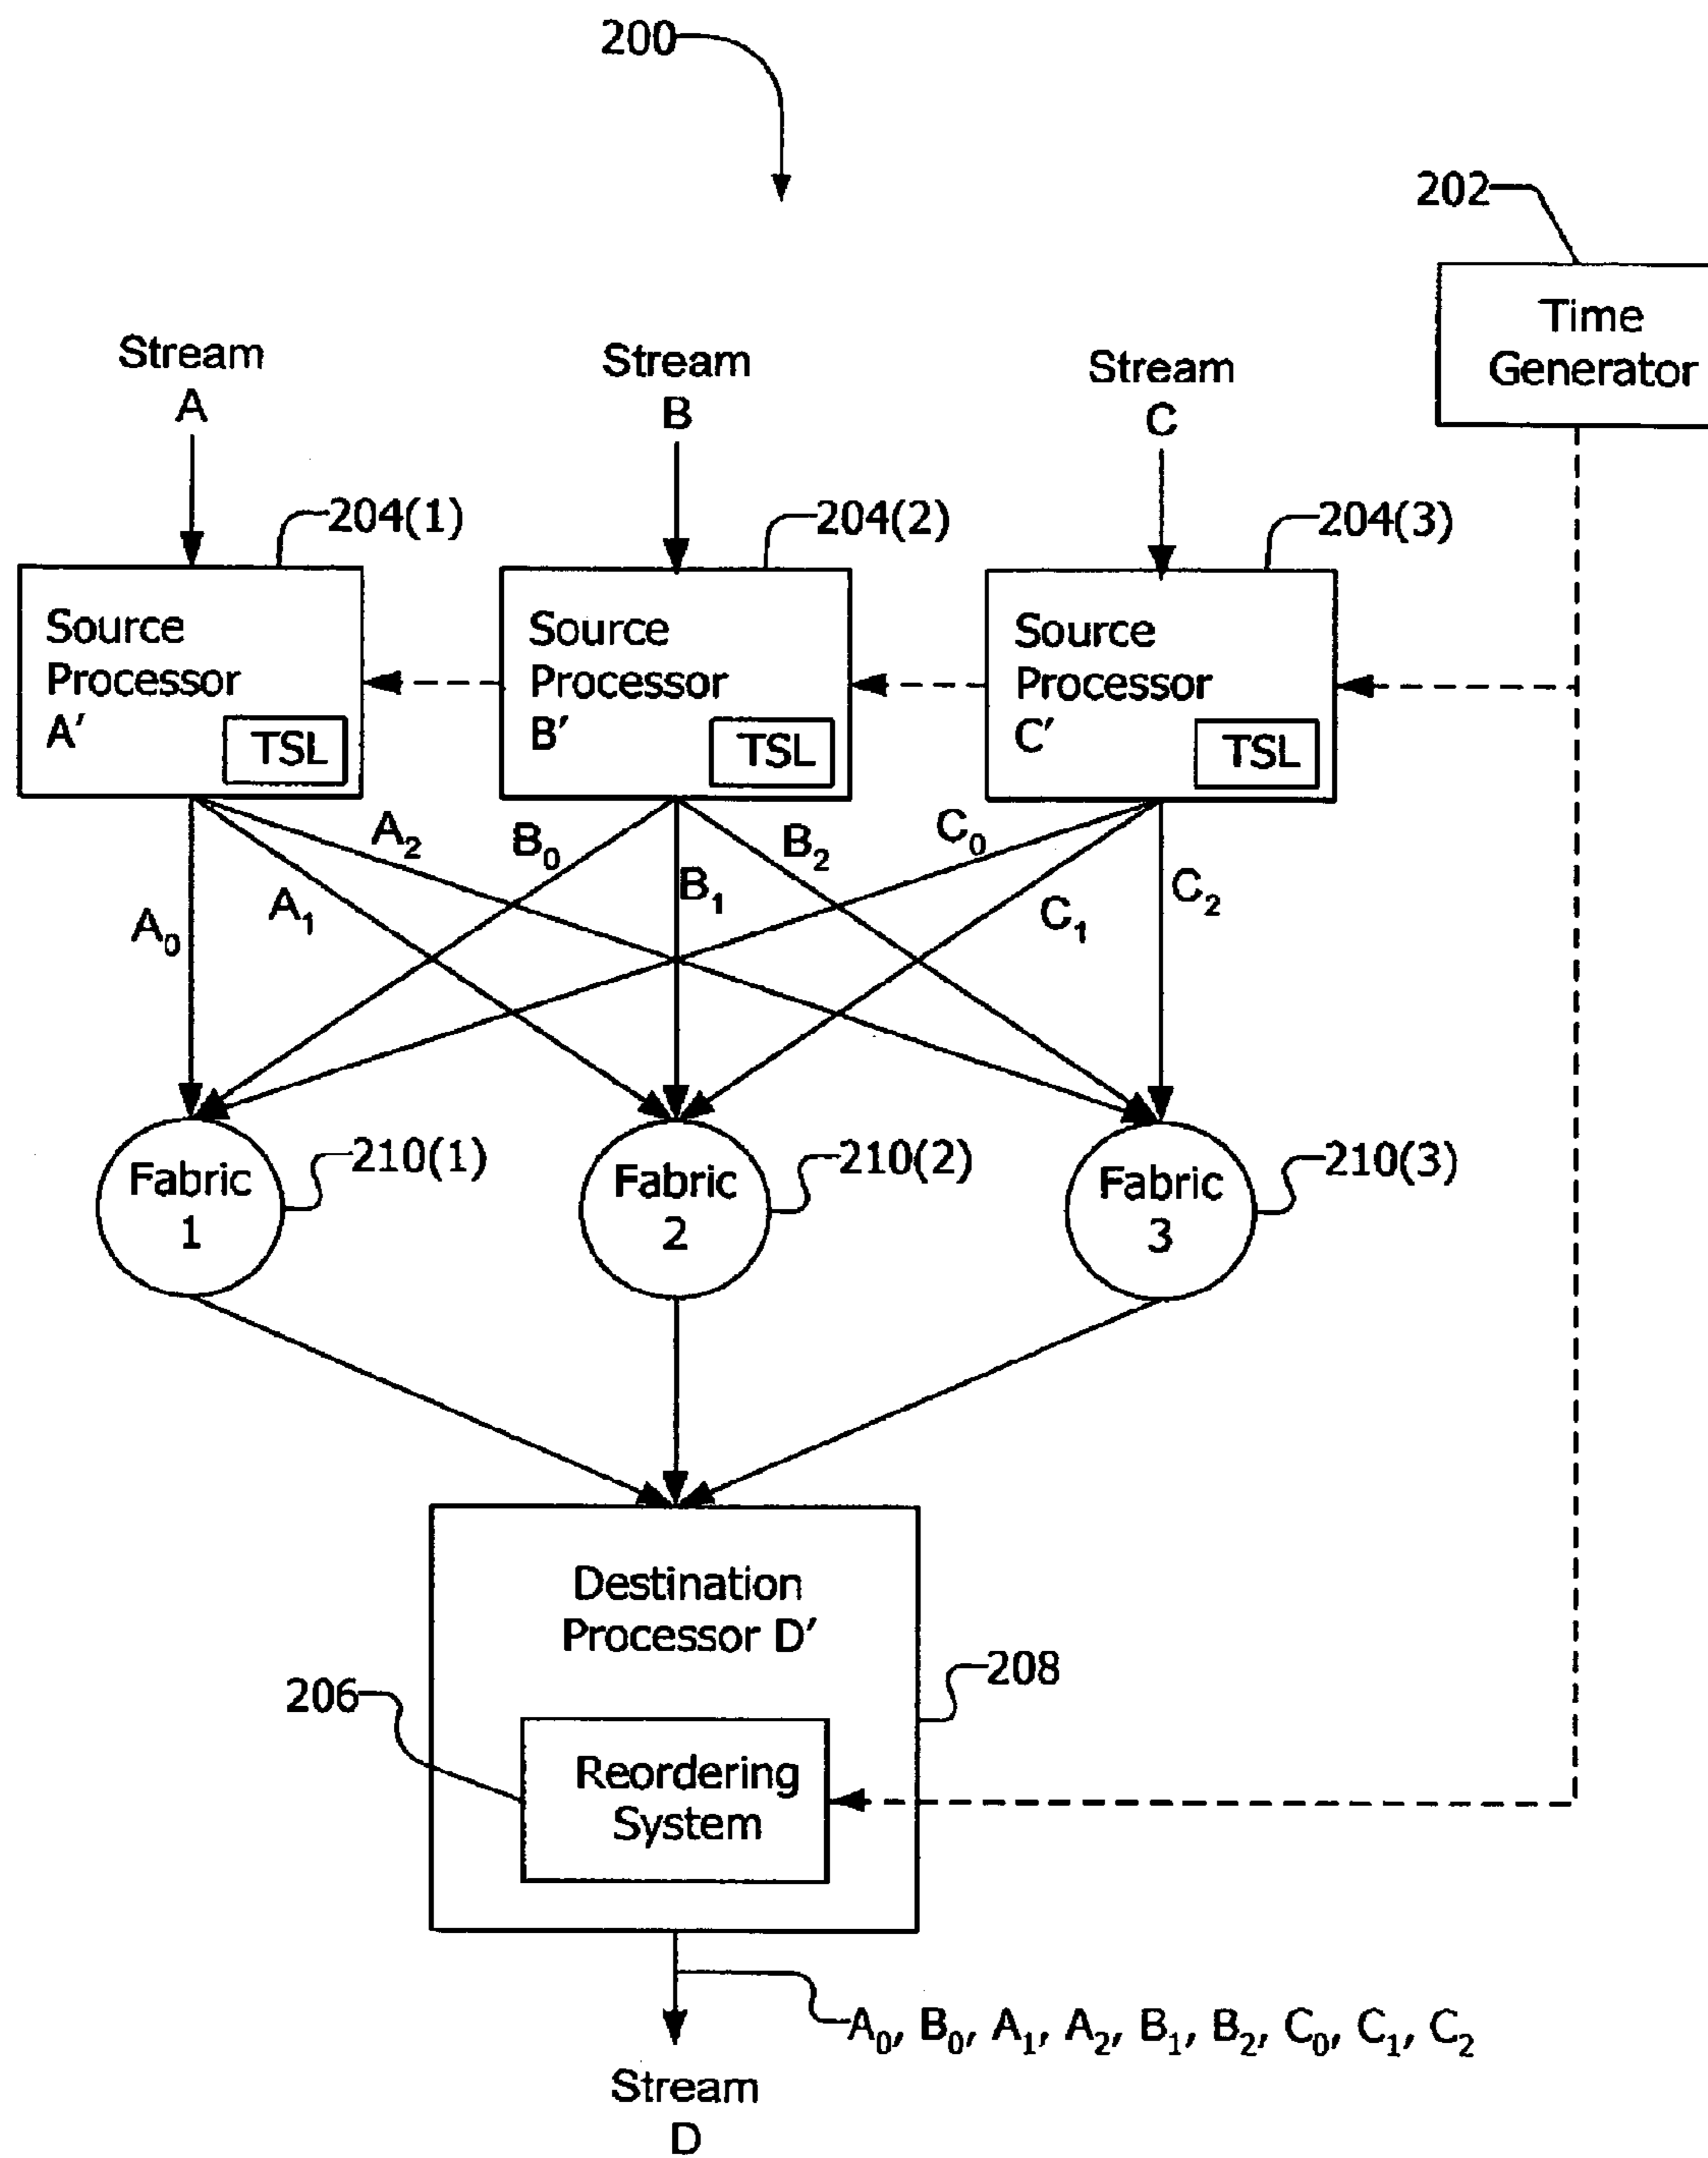 200
202
Time
Generator
Stream
A
Stream
B
Stream
C
204(1)
204(2)
204(3)
Source
Processor
A′
TSL
Source
Processor
B′
TSL
Source
Processor
C′
TSL
A₀
A₁
A₂
B₀
B₁
B₂
C₀
C₁
C₂
Fabric
1
210(1)
Fabric
2
210(2)
Fabric
3
210(3)
Destination
Processor D′
208
206
Reordering
System
A₀, B₀, A₁, A₂, B₁, B₂, C₀, C₁, C₂
Stream
D